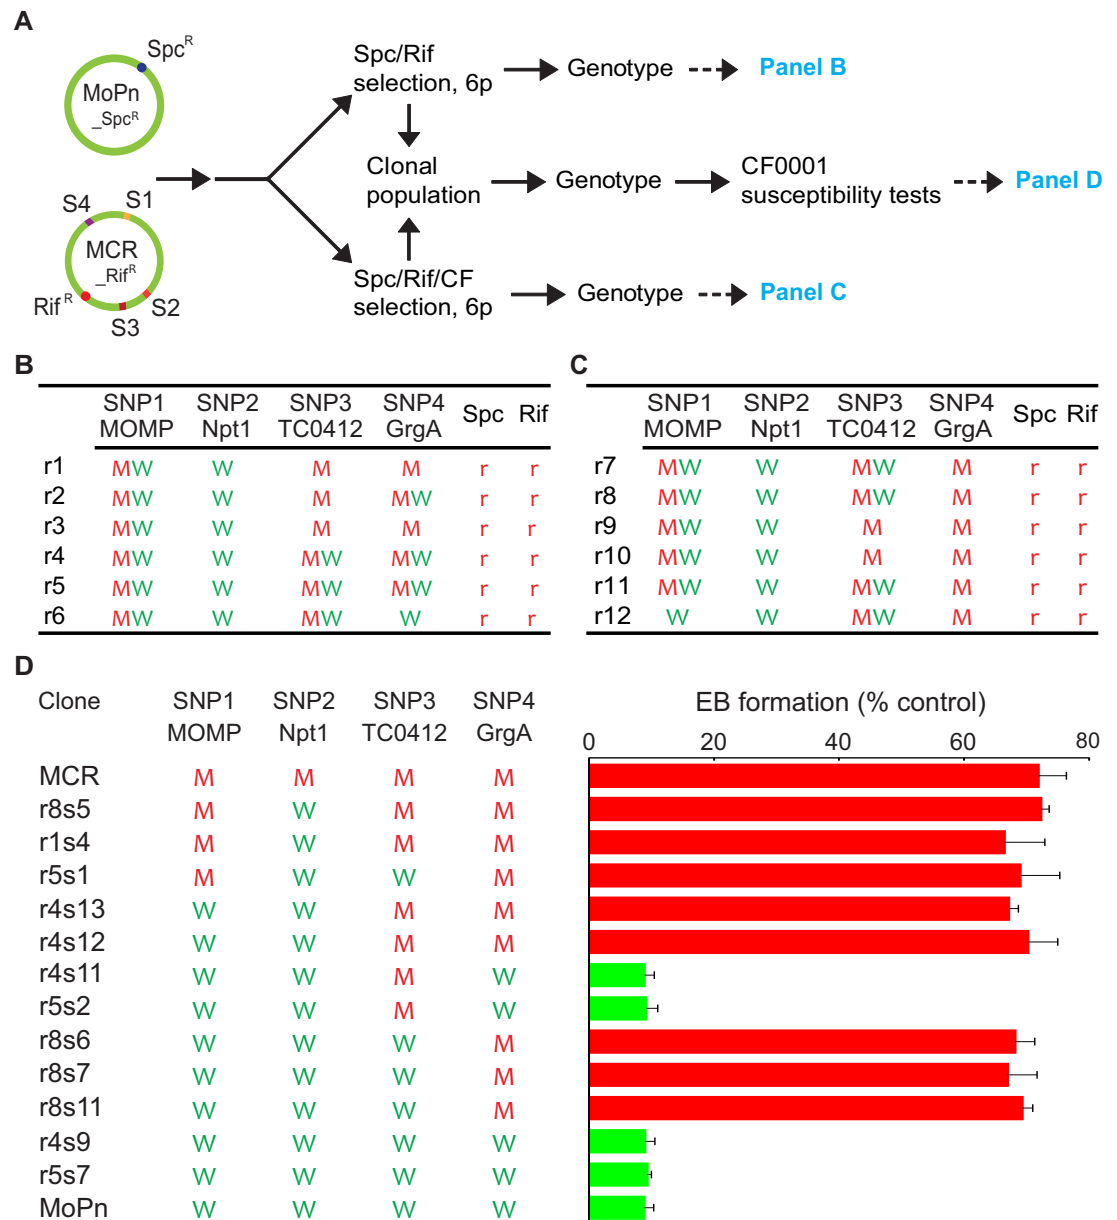 A
Spc^R
MoPn
_Spc^R
S4 S1
MCR
_Rif^R
Rif^R S2
S3
Spc/Rif
selection, 6p
Genotype
Panel B
Clonal
population
Genotype
CF0001
susceptibility tests
Panel D
Spc/Rif/CF
selection, 6p
Genotype
Panel C
B
SNP1 SNP2 SNP3 SNP4 Spc Rif
MOMP Npt1 TC0412 GrgA
r1 MW W M M r r
r2 MW W M MW r r
r3 MW W M M r r
r4 MW W MW MW r r
r5 MW W MW MW r r
r6 MW W MW W r r
C
SNP1 SNP2 SNP3 SNP4 Spc Rif
MOMP Npt1 TC0412 GrgA
r7 MW W MW M r r
r8 MW W MW M r r
r9 MW W M M r r
r10 MW W M M r r
r11 MW W MW M r r
r12 W W MW M r r
D
Clone SNP1 SNP2 SNP3 SNP4
MOMP Npt1 TC0412 GrgA
EB formation (% control)
0 20 40 60 80
MCR M M M M
r8s5 M W M M
r1s4 M W M M
r5s1 M W W M
r4s13 W W M M
r4s12 W W M M
r4s11 W W M W
r5s2 W W M W
r8s6 W W W M
r8s7 W W W M
r8s11 W W W M
r4s9 W W W W
r5s7 W W W W
MoPn W W W W